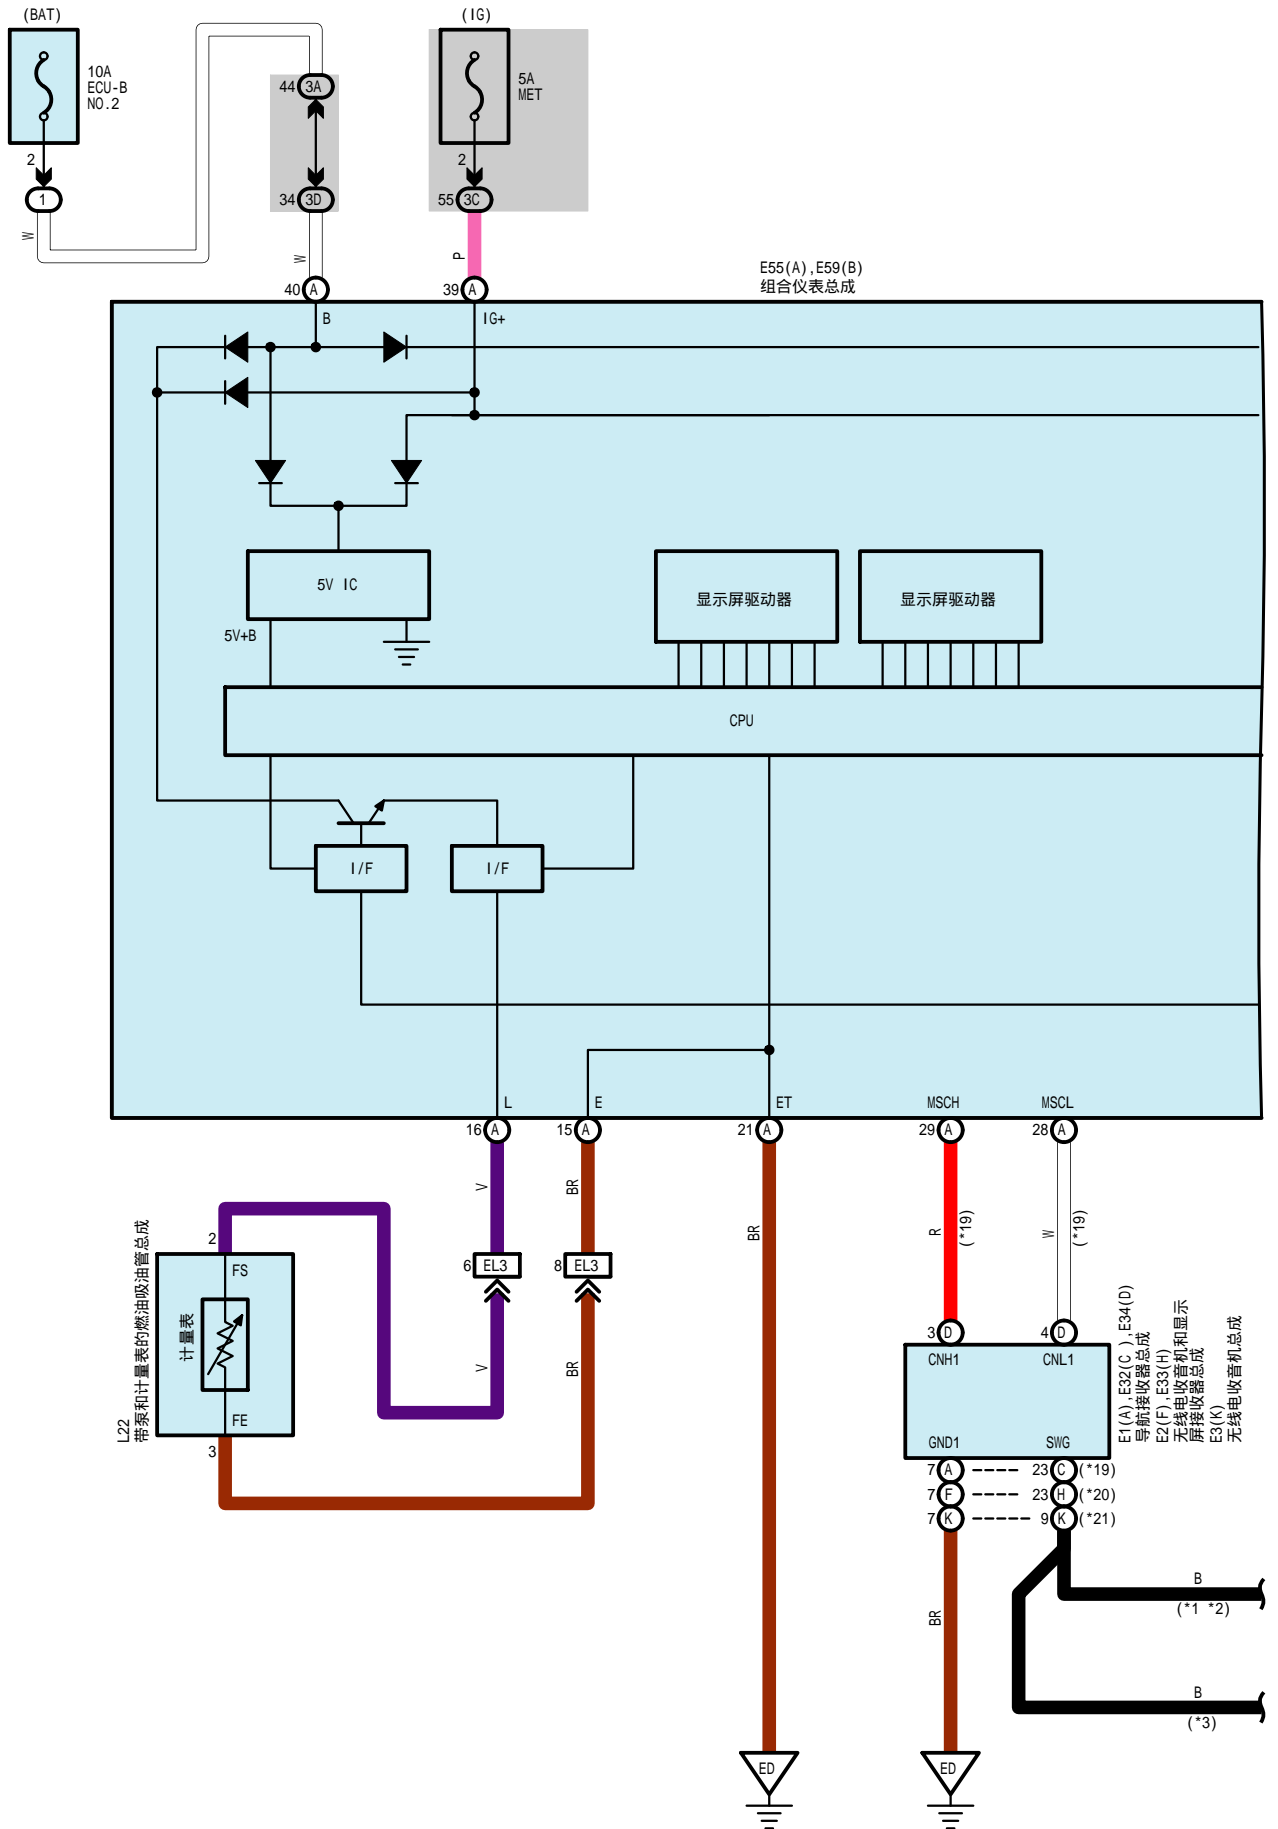 (BAT)
(IG)
10A
ECU-B
NO.2
44 3A
5A
MET
2
2
1
34 3D
55 3C
W
W
P
E55(A),E59(B)
组合仪表总成
40 A
39 A
B
IG+
5V IC
显示屏驱动器
显示屏驱动器
5V+B
CPU
I/F
I/F
L
E
ET
MSCH
MSCL
16 A
15 A
21 A
29 A
28 A
V
BR
BR
R
(*19)
W
(*19)
2
6 EL3
8 EL3
FS
计量表
FE
3
L22
带泵和计量表的燃油吸油管总成
V
BR
3 D
4 D
CNH1
CNL1
GND1
SWG
E1(A),E32(C ),E34(D)
导航接收器总成
E2(F),E33(H)
无线电收音机和显示
屏接收器总成
E3(K)
无线电收音机总成
7 A
23 C (*19)
7 F
23 H (*20)
7 K
9 K (*21)
BR
B
(*1 *2)
B
(*3)
ED
ED